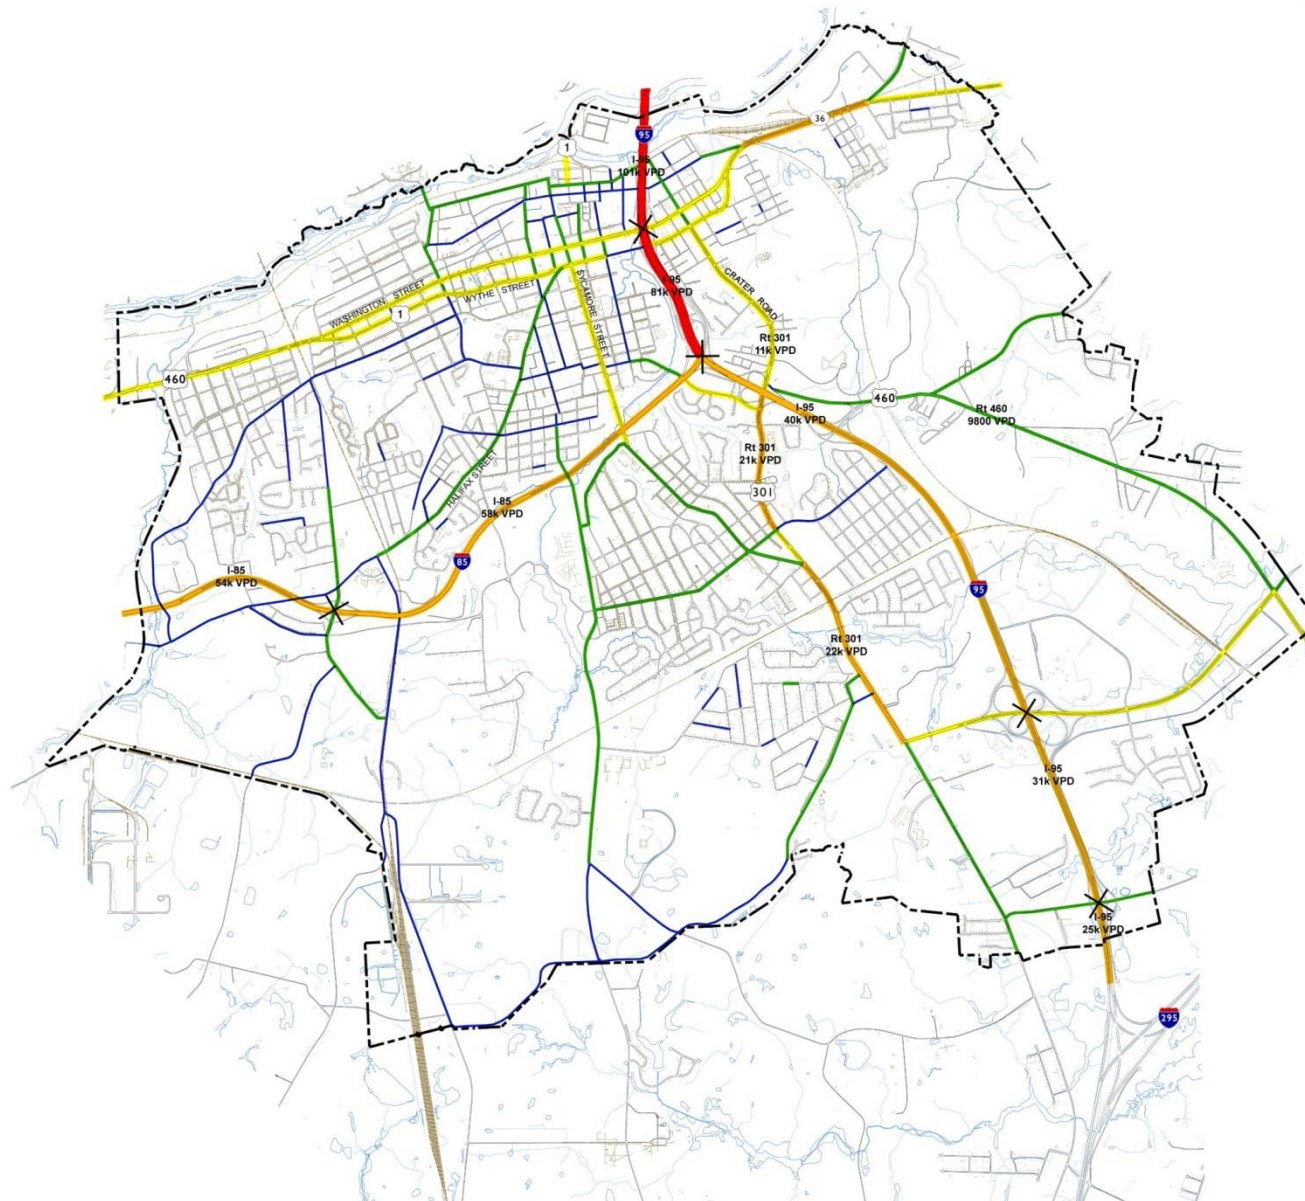 36
95
1
I-95
101k VPD
I-95
81k VPD
CRATER ROAD
WASHINGTON STREET
WYTHE STREET
1
SYCAMORE STREET
Rt 301
11k VPD
460
460
I-95
40k VPD
Rt 460
9800 VPD
Rt 301
21k VPD
301
HALIFAX STREET
I-85
58k VPD
85
I-85
54k VPD
95
Rt 301
22k VPD
I-95
31k VPD
I-95
25k VPD
295